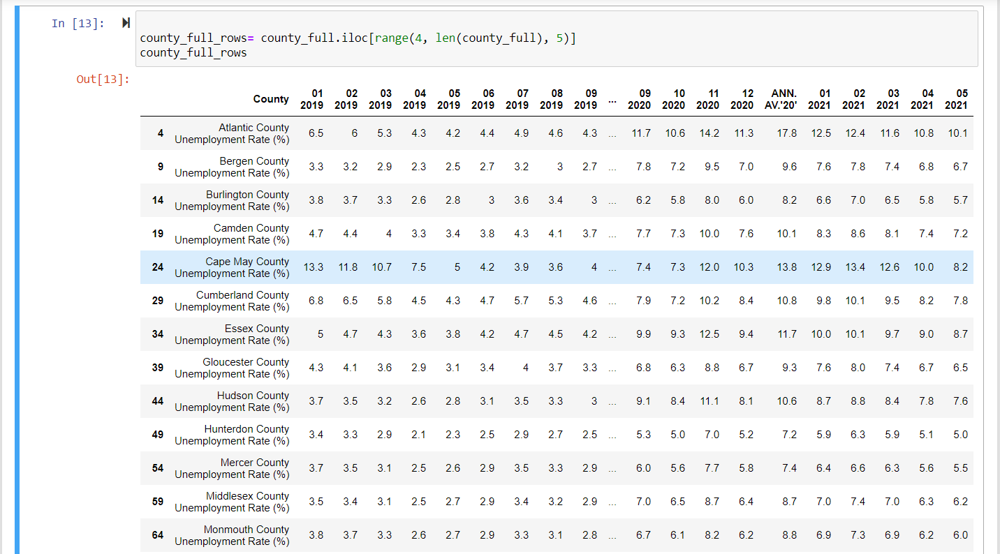 In [13]:
county_full_rows= county_full.iloc[range(4, len(county_full), 5)]
county_full_rows
Out[13]:
County 01 2019 02 2019 03 2019 04 2019 05 2019 06 2019 07 2019 08 2019 09 2019 ... 09 2020 10 2020 11 2020 12 2020 ANN. AV.'20' 01 2021 02 2021 03 2021 04 2021 05 2021
4 Atlantic County Unemployment Rate (%) 6.5 6 5.3 4.3 4.2 4.4 4.9 4.6 4.3 ... 11.7 10.6 14.2 11.3 17.8 12.5 12.4 11.6 10.8 10.1
9 Bergen County Unemployment Rate (%) 3.3 3.2 2.9 2.3 2.5 2.7 3.2 3 2.7 ... 7.8 7.2 9.5 7.0 9.6 7.6 7.8 7.4 6.8 6.7
14 Burlington County Unemployment Rate (%) 3.8 3.7 3.3 2.6 2.8 3 3.6 3.4 3 ... 6.2 5.8 8.0 6.0 8.2 6.6 7.0 6.5 5.8 5.7
19 Camden County Unemployment Rate (%) 4.7 4.4 4 3.3 3.4 3.8 4.3 4.1 3.7 ... 7.7 7.3 10.0 7.6 10.1 8.3 8.6 8.1 7.4 7.2
24 Cape May County Unemployment Rate (%) 13.3 11.8 10.7 7.5 5 4.2 3.9 3.6 4 ... 7.4 7.3 12.0 10.3 13.8 12.9 13.4 12.6 10.0 8.2
29 Cumberland County Unemployment Rate (%) 6.8 6.5 5.8 4.5 4.3 4.7 5.7 5.3 4.6 ... 7.9 7.2 10.2 8.4 10.8 9.8 10.1 9.5 8.2 7.8
34 Essex County Unemployment Rate (%) 5 4.7 4.3 3.6 3.8 4.2 4.7 4.5 4.2 ... 9.9 9.3 12.5 9.4 11.7 10.0 10.1 9.7 9.0 8.7
39 Gloucester County Unemployment Rate (%) 4.3 4.1 3.6 2.9 3.1 3.4 4 3.7 3.3 ... 6.8 6.3 8.8 6.7 9.3 7.6 8.0 7.4 6.7 6.5
44 Hudson County Unemployment Rate (%) 3.7 3.5 3.2 2.6 2.8 3.1 3.5 3.3 3 ... 9.1 8.4 11.1 8.1 10.6 8.7 8.8 8.4 7.8 7.6
49 Hunterdon County Unemployment Rate (%) 3.4 3.3 2.9 2.1 2.3 2.5 2.9 2.7 2.5 ... 5.3 5.0 7.0 5.2 7.2 5.9 6.3 5.9 5.1 5.0
54 Mercer County Unemployment Rate (%) 3.7 3.5 3.1 2.5 2.6 2.9 3.5 3.3 2.9 ... 6.0 5.6 7.7 5.8 7.4 6.4 6.6 6.3 5.6 5.5
59 Middlesex County Unemployment Rate (%) 3.5 3.4 3.1 2.5 2.7 2.9 3.4 3.2 2.9 ... 7.0 6.5 8.7 6.4 8.7 7.0 7.4 7.0 6.3 6.2
64 Monmouth County Unemployment Rate (%) 3.8 3.7 3.3 2.6 2.7 2.9 3.3 3.1 2.8 ... 6.7 6.1 8.2 6.2 8.8 6.9 7.3 6.9 6.2 6.0